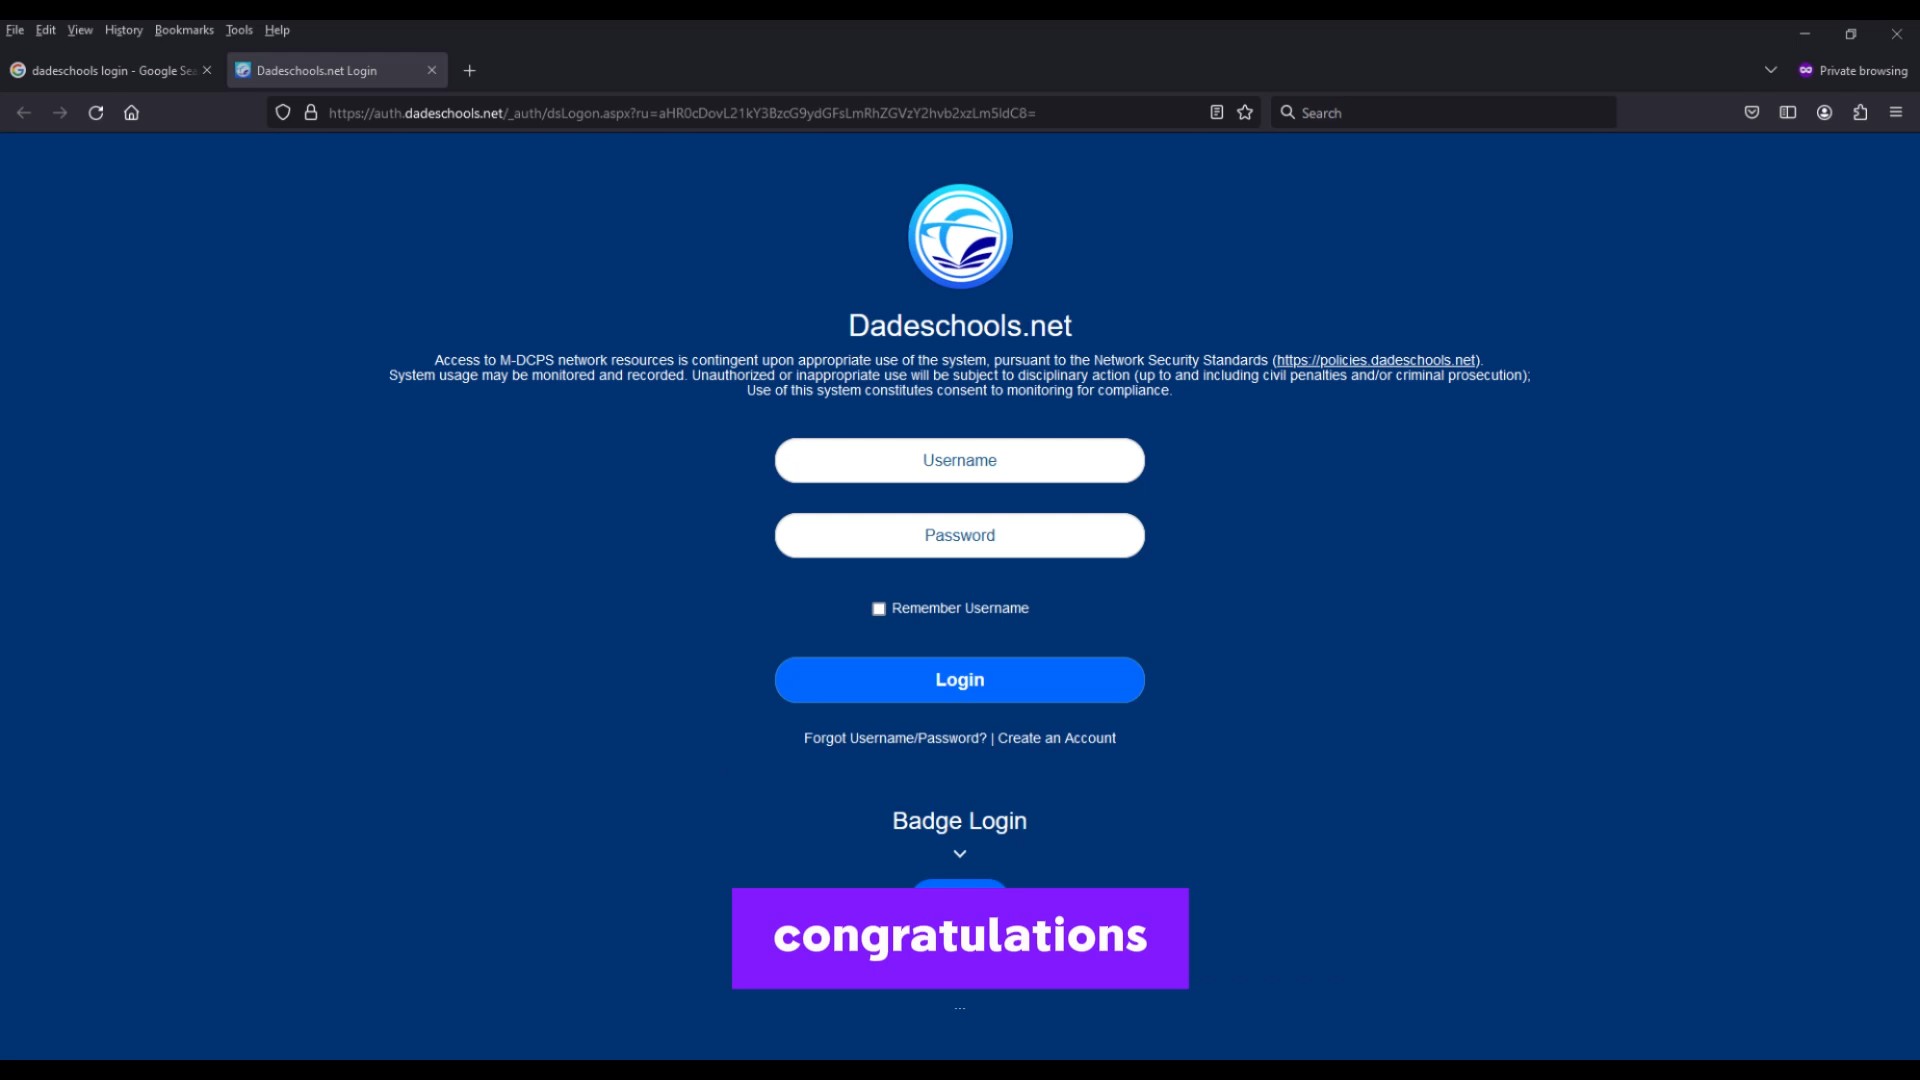 File Edit View History Bookmarks Tools Help
dadeschools login - Google Sea
Dadeschools.net Login
Private browsing
https://auth.dadeschools.net/_auth/dsLogon.aspx?ru=aHR0cDovL21kY3BzcG9ydGFsLmRhZGVzY2hvb2xzLm5ldC8=
Search
Dadeschools.net
Access to M-DCPS network resources is contingent upon appropriate use of the system, pursuant to the Network Security Standards (https://policies.dadeschools.net).
System usage may be monitored and recorded. Unauthorized or inappropriate use will be subject to disciplinary action (up to and including civil penalties and/or criminal prosecution);
Use of this system constitutes consent to monitoring for compliance.
Username
Password
Remember Username
Login
Forgot Username/Password? | Create an Account
Badge Login
congratulations
...